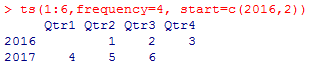 > ts(1:6,frequency=4, start=c(2016,2))
     Qtr1 Qtr2 Qtr3 Qtr4
2016         1    2    3
2017    4    5    6